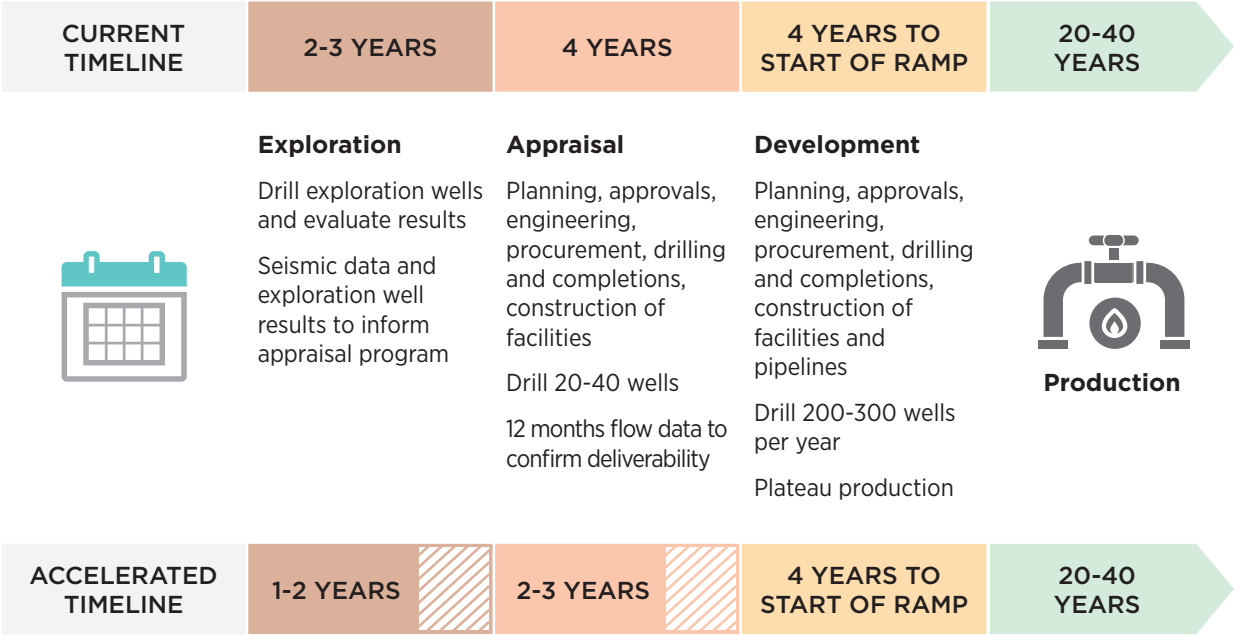 CURRENT
TIMELINE
2-3 YEARS
4 YEARS
4 YEARS TO
START OF RAMP
20-40
YEARS
Exploration
Drill exploration wells
and evaluate results
Seismic data and
exploration well
results to inform
appraisal program
Appraisal
Planning, approvals,
engineering,
procurement, drilling
and completions,
construction of
facilities
Drill 20-40 wells
12 months flow data to
confirm deliverability
Development
Planning, approvals,
engineering,
procurement, drilling
and completions,
construction of
facilities and
pipelines
Drill 200-300 wells
per year
Plateau production
Production
ACCELERATED
TIMELINE
1-2 YEARS
2-3 YEARS
4 YEARS TO
START OF RAMP
20-40
YEARS